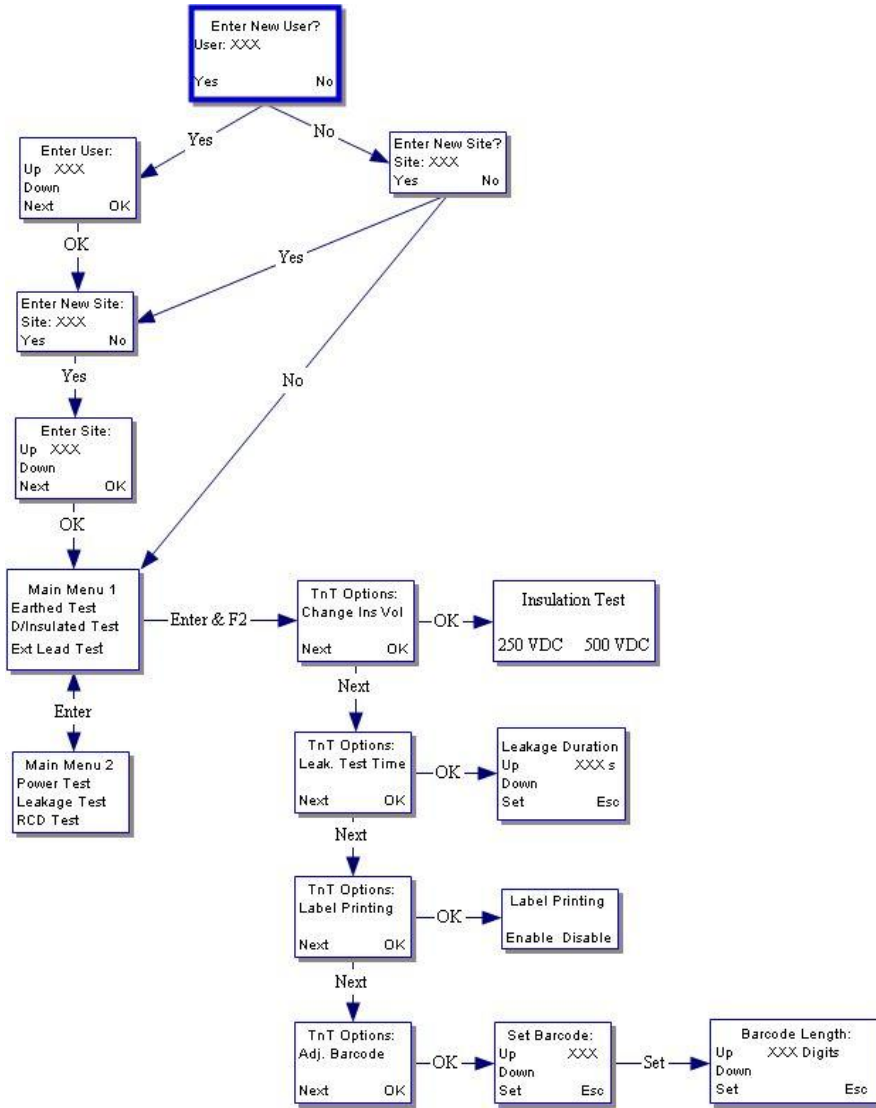 Enter New User?
User: XXX
Yes No
Yes
No
Enter User:
Up XXX
Down
Next OK
Enter New Site?
Site: XXX
Yes No
OK
Yes
Enter New Site:
Site: XXX
Yes No
Yes
No
Enter Site:
Up XXX
Down
Next OK
OK
Main Menu 1
Earthed Test
D/Insulated Test
Ext Lead Test
Enter & F2
TnT Options:
Change Ins Vol
Next OK
OK
Insulation Test
250 VDC 500 VDC
Enter
Next
Main Menu 2
Power Test
Leakage Test
RCD Test
TnT Options:
Leak. Test Time
Next OK
OK
Leakage Duration
Up XXX s
Down
Set Esc
Next
TnT Options:
Label Printing
Next OK
OK
Label Printing
Enable Disable
Next
TnT Options:
Adj. Barcode
Next OK
OK
Set Barcode:
Up XXX
Down
Set Esc
Set
Barcode Length:
Up XXX Digits
Down
Set Esc